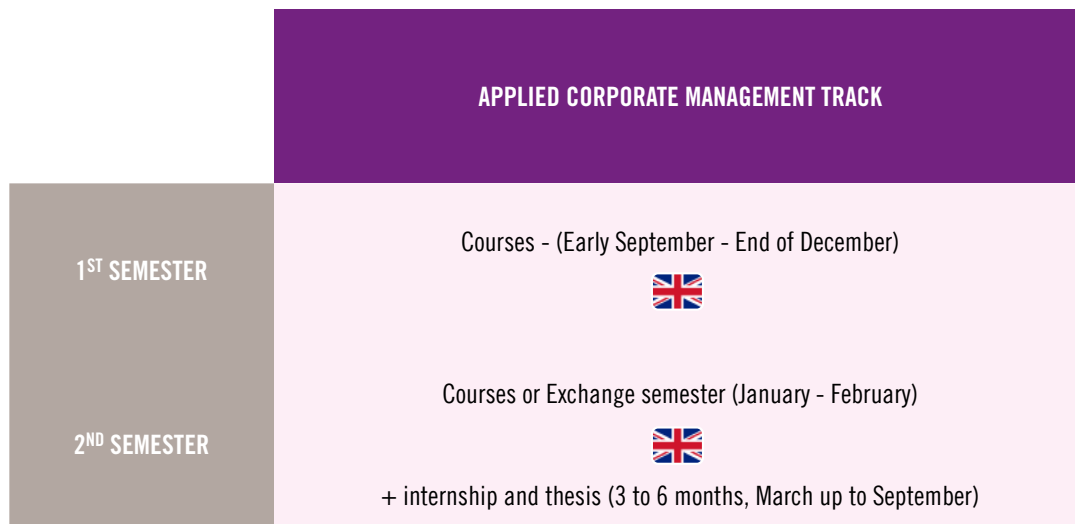 APPLIED CORPORATE MANAGEMENT TRACK
1ST SEMESTER
Courses - (Early September - End of December)
2ND SEMESTER
Courses or Exchange semester (January - February)
+ internship and thesis (3 to 6 months, March up to September)